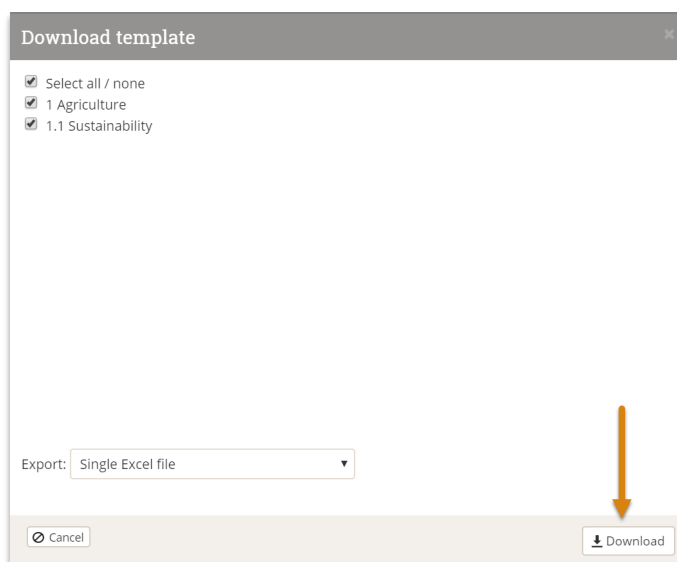 Download template
Select all / none
1 Agriculture
1.1 Sustainability
Export: Single Excel file
Cancel
Download